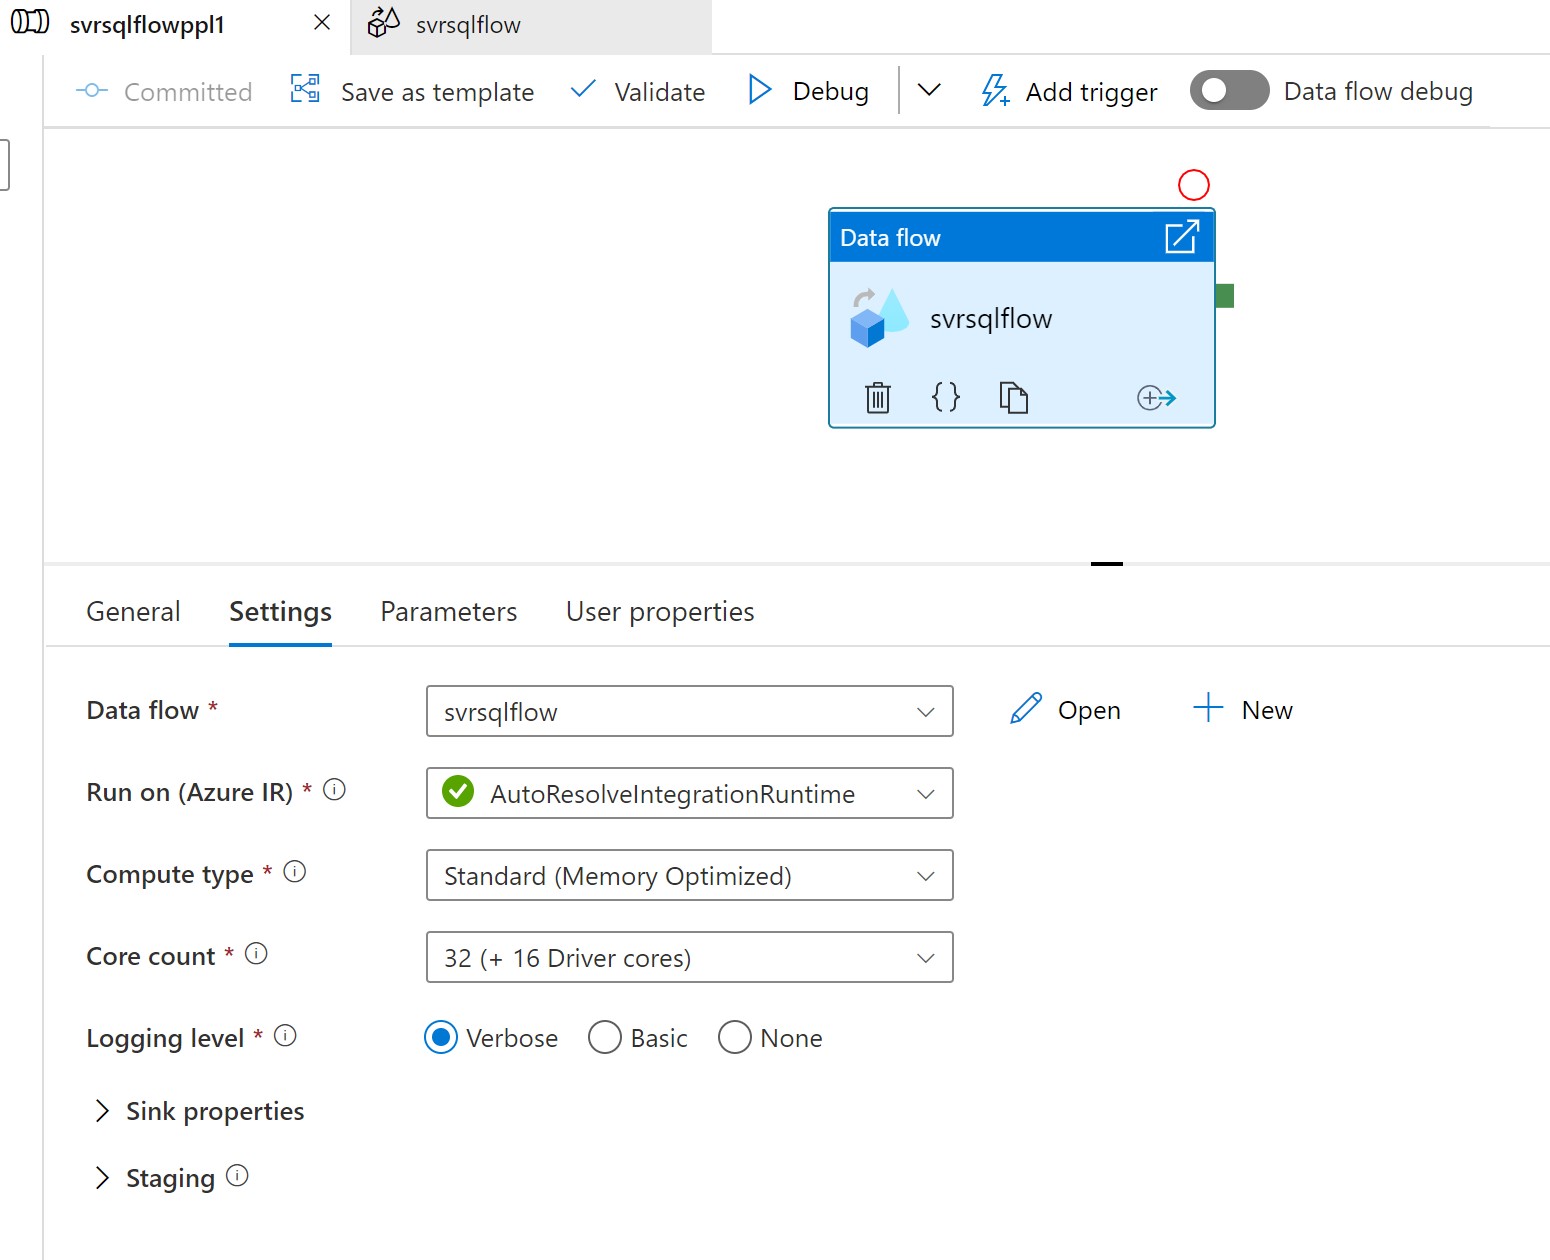 svrsqlflowppl1
svrsqlflow
Committed
Save as template
Validate
Debug
Add trigger
Data flow debug
Data flow
svrsqlflow
General
Settings
Parameters
User properties
Data flow *
svrsqlflow
Open
New
Run on (Azure IR) *
AutoResolveIntegrationRuntime
Compute type *
Standard (Memory Optimized)
Core count *
32 (+ 16 Driver cores)
Logging level *
Verbose
Basic
None
Sink properties
Staging